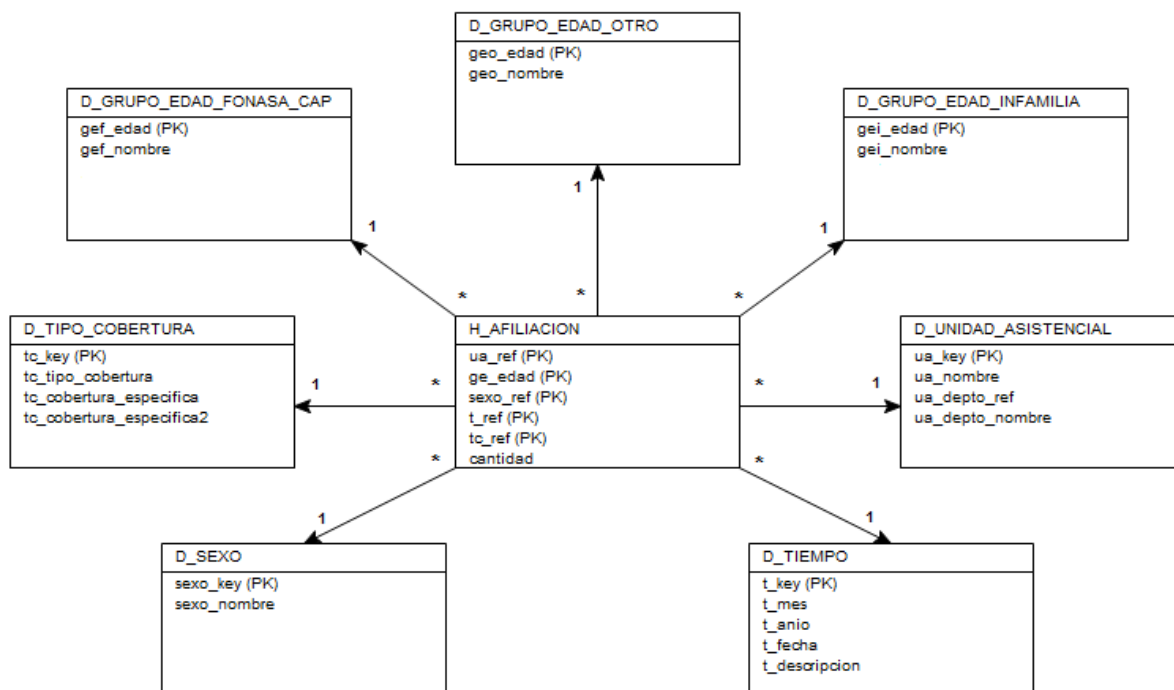 D_GRUPO_EDAD_OTRO
geo_edad (PK)
geo_nombre
D_GRUPO_EDAD_FONASA_CAP
gef_edad (PK)
gef_nombre
D_GRUPO_EDAD_INFAMILIA
gei_edad (PK)
gei_nombre
1
1
1
*
*
*
D_TIPO_COBERTURA
tc_key (PK)
tc_tipo_cobertura
tc_cobertura_especifica
tc_cobertura_especifica2
1
*
H_AFILIACION
ua_ref (PK)
ge_edad (PK)
sexo_ref (PK)
t_ref (PK)
tc_ref (PK)
cantidad
*
1
D_UNIDAD_ASISTENCIAL
ua_key (PK)
ua_nombre
ua_depto_ref
ua_depto_nombre
*
*
1
1
D_SEXO
sexo_key (PK)
sexo_nombre
D_TIEMPO
t_key (PK)
t_mes
t_anio
t_fecha
t_descripcion